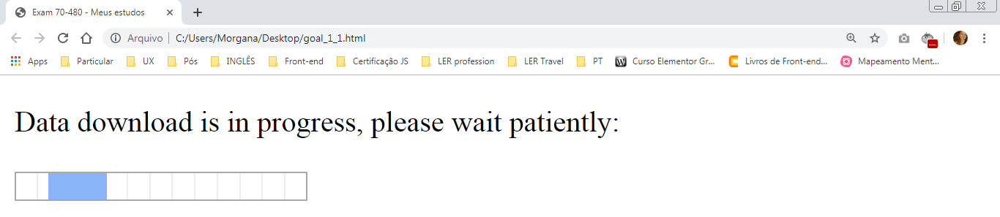 Exam 70-480 - Meus estudos
Arquivo C:/Users/Morgana/Desktop/goal_1_1.html
Apps Particular UX Pós INGLÊS Front-end Certificação JS LER profession LER Travel PT Curso Elementor Gr... Livros de Front-end... Mapeamento Ment...
Data download is in progress, please wait patiently: